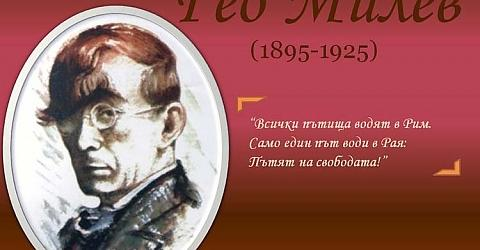 Гео Милев
(1895-1925)
“Всички пътища водят в Рим.
Само един път води в Рая:
Пътят на свободата!”